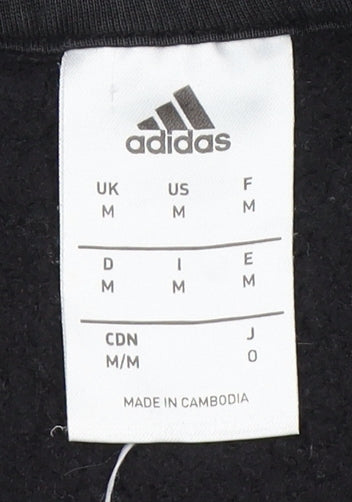 adidas
UK US F
M M M
D I E
M M M
CDN J
M/M O
MADE IN CAMBODIA